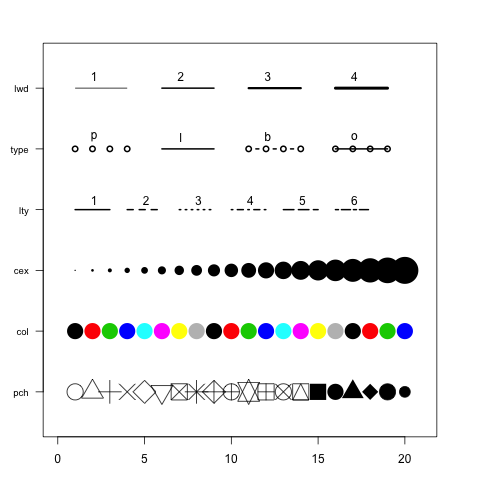 lwd 1 2 3 4
type p l b o
lty 1 2 3 4 5 6
cex
col
pch
0 5 10 15 20